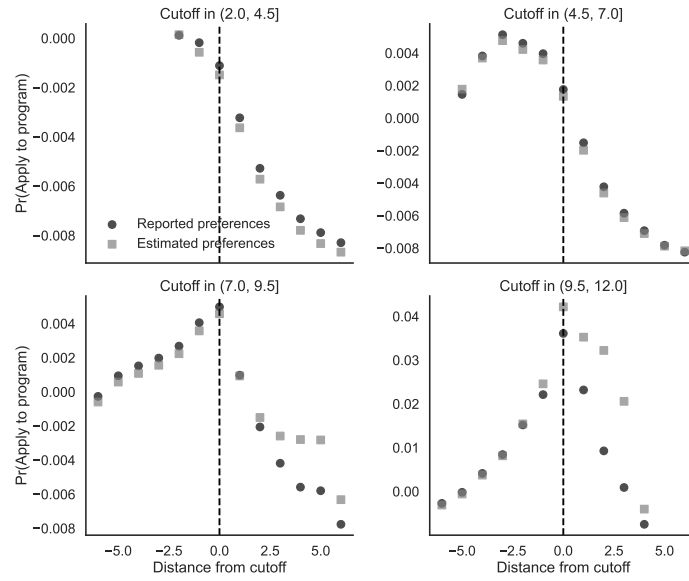 Cutoff in (2.0, 4.5]
Cutoff in (4.5, 7.0]
Pr(Apply to program)
0.000
−0.002
−0.004
−0.006
−0.008
Reported preferences
Estimated preferences
0.004
0.002
0.000
−0.002
−0.004
−0.006
−0.008
Cutoff in (7.0, 9.5]
Cutoff in (9.5, 12.0]
Pr(Apply to program)
0.004
0.002
0.000
−0.002
−0.004
−0.006
−0.008
0.04
0.03
0.02
0.01
0.00
−5.0 −2.5 0.0 2.5 5.0
−5.0 −2.5 0.0 2.5 5.0
Distance from cutoff
Distance from cutoff